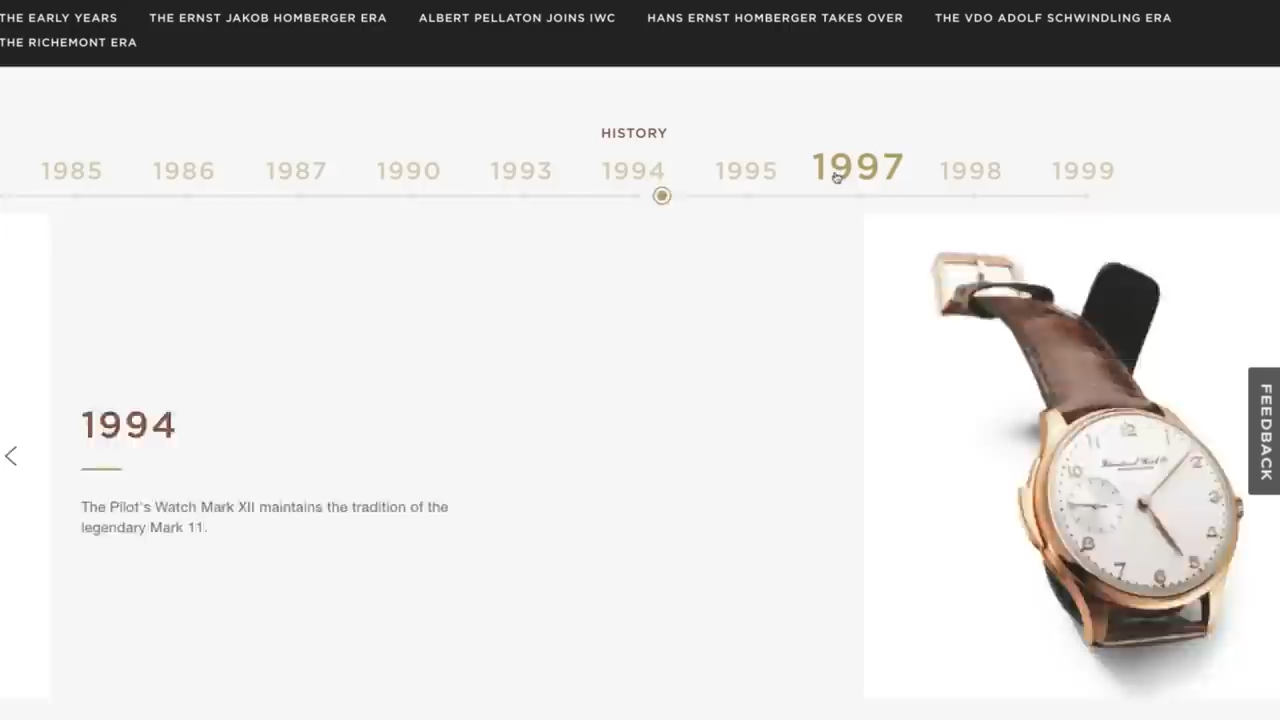 THE EARLY YEARS THE ERNST JAKOB HOMBERGER ERA ALBERT PELLATON JOINS IWC HANS ERNST HOMBERGER TAKES OVER THE VDO ADOLF SCHWINDLING ERA
THE RICHEMONT ERA
HISTORY
1985 1986 1987 1990 1993 1994 1995 1997 1998 1999
1994
The Pilot's Watch Mark XII maintains the tradition of the
legendary Mark 11.
FEEDBACK